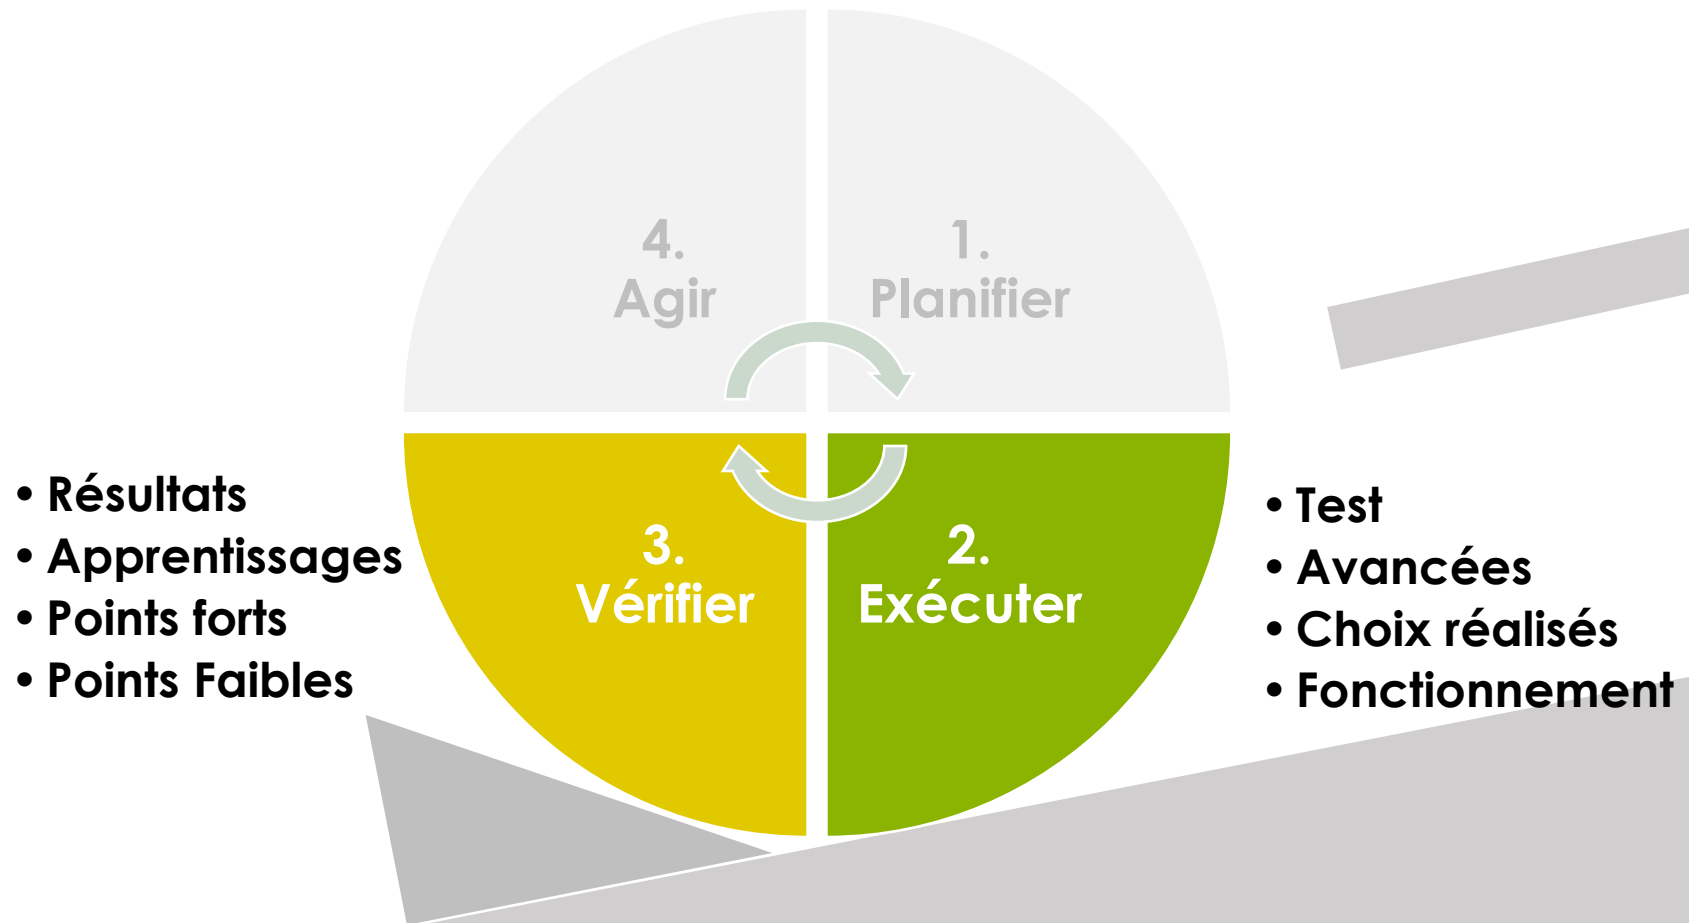 4.
Agir
1.
Planifier
• Résultats
• Apprentissages
• Points forts
• Points Faibles
3.
Vérifier
2.
Exécuter
• Test
• Avancées
• Choix réalisés
• Fonctionnement